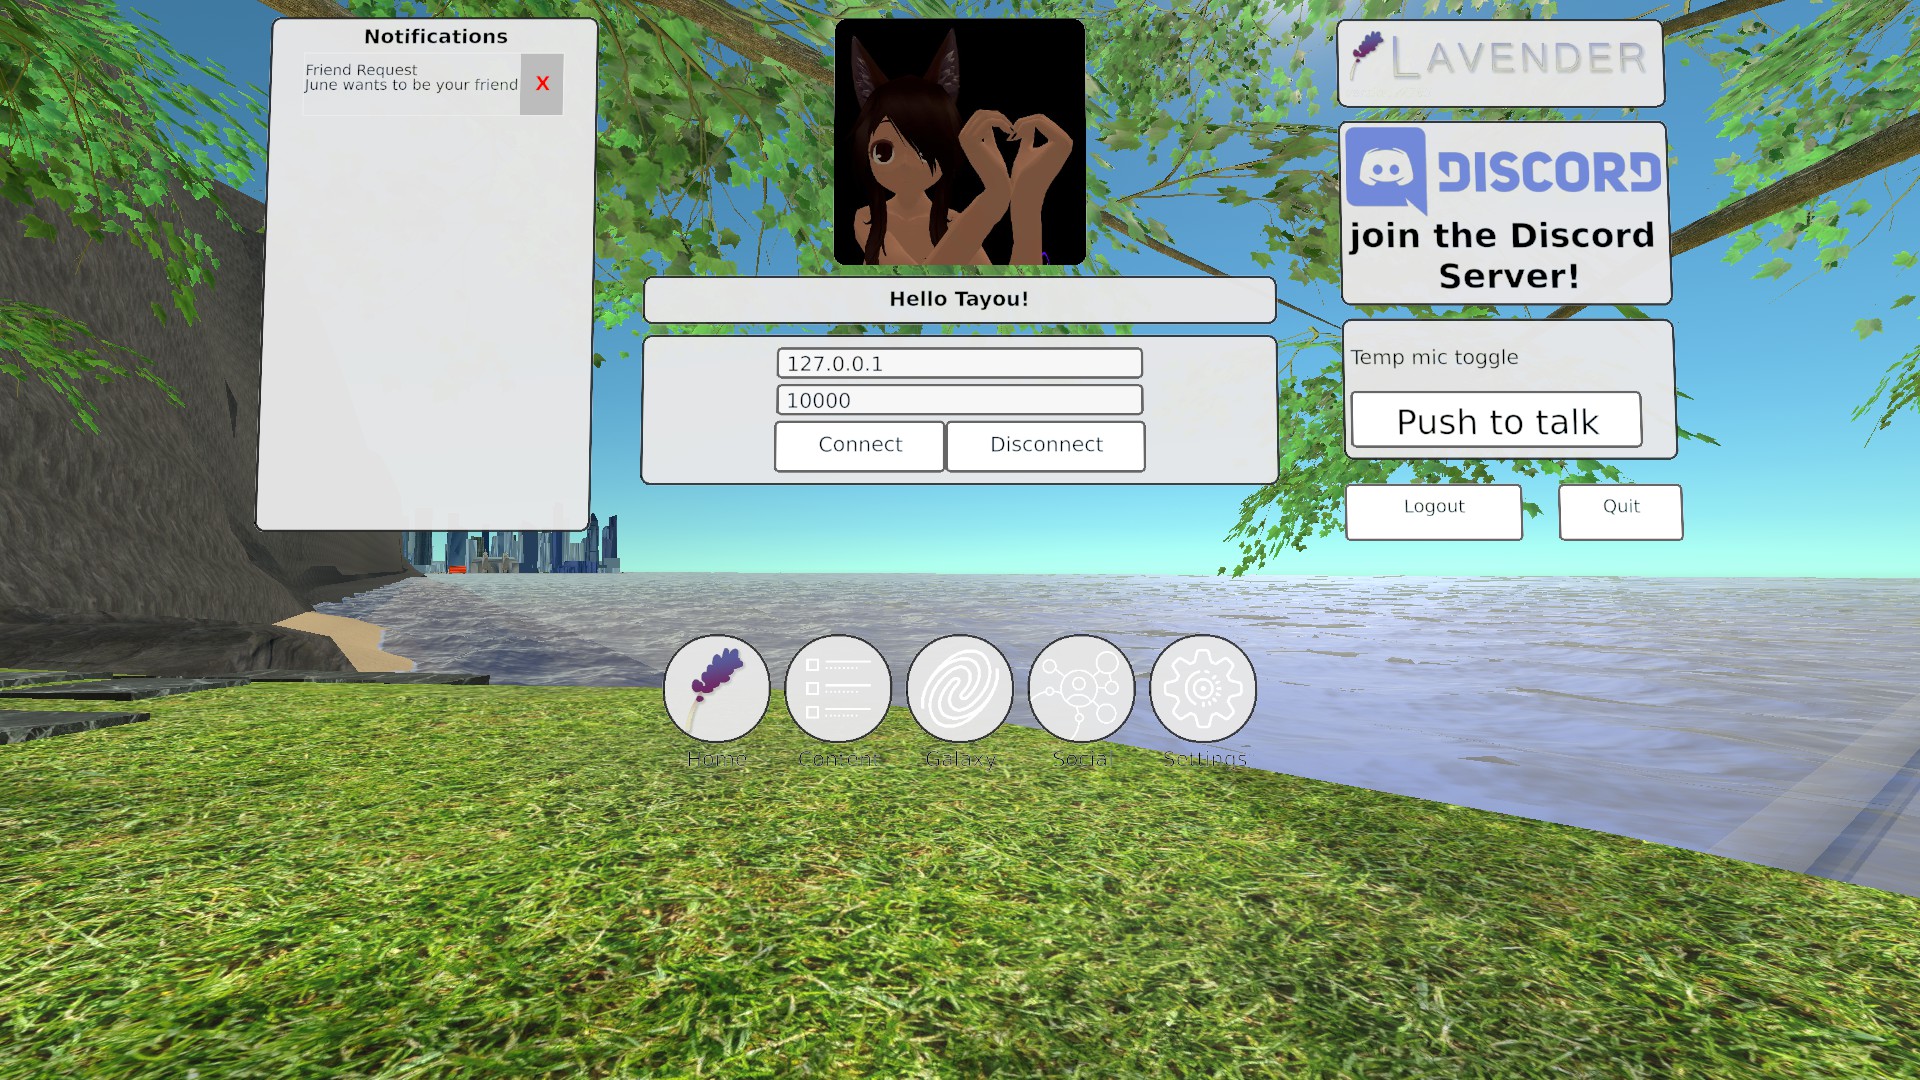 Notifications
Friend Request
June wants to be your friend
X
Hello Tayou!
127.0.0.1
10000
Connect
Disconnect
LAVENDER
DISCORD
join the Discord
Server!
Temp mic toggle
Push to talk
Logout
Quit
Home
Content
Galaxy
Social
Settings